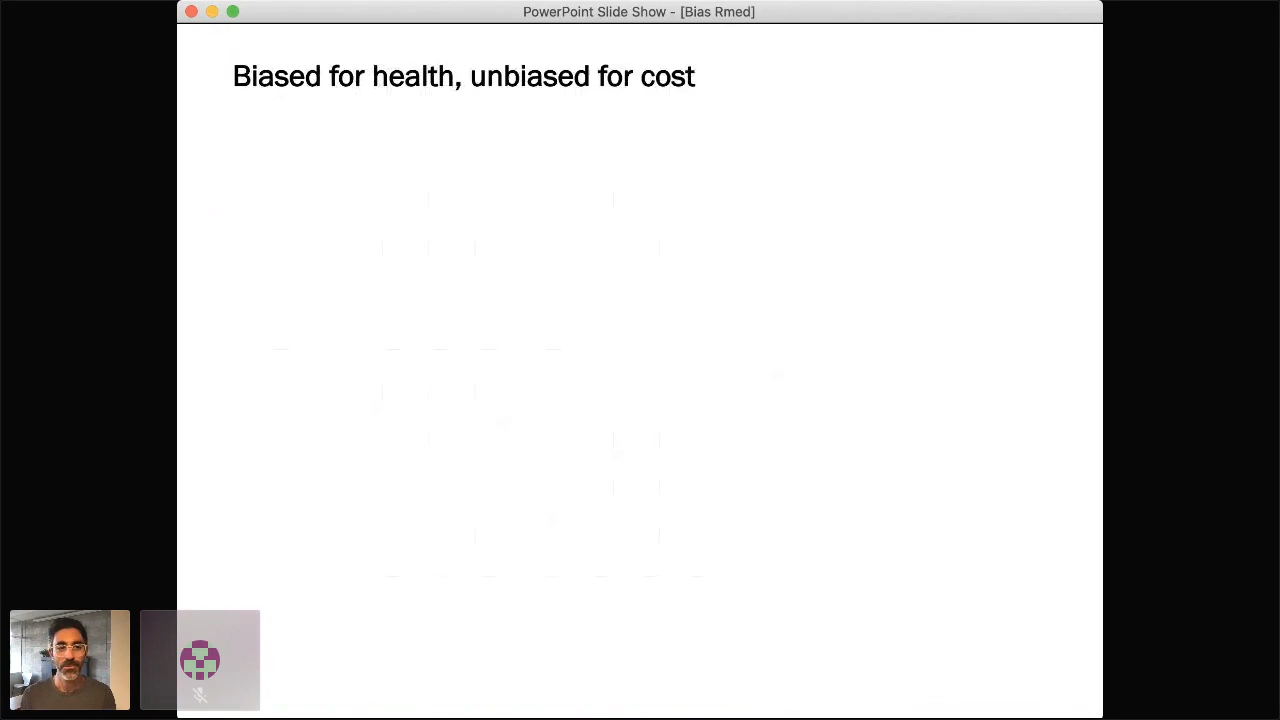 PowerPoint Slide Show - [Bias Rmed]
Biased for health, unbiased for cost